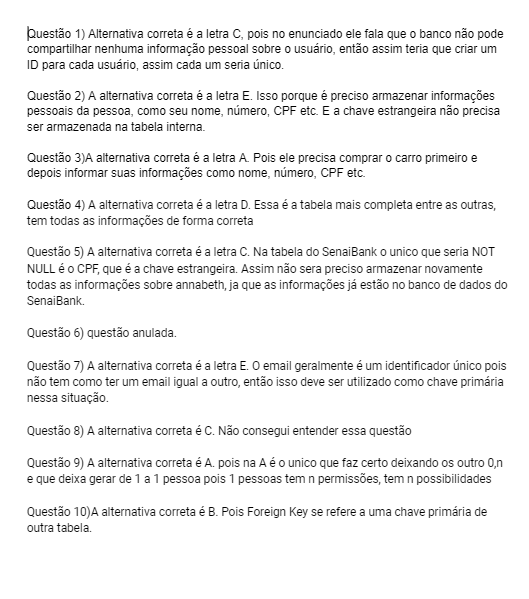 Questão 1) Alternativa correta é a letra C, pois no enunciado ele fala que o banco não pode
compartilhar nenhuma informação pessoal sobre o usuário, então assim teria que criar um
ID para cada usuário, assim cada um seria único.
Questão 2) A alternativa correta é a letra E. Isso porque é preciso armazenar informações
pessoais da pessoa, como seu nome, número, CPF etc. E a chave estrangeira não precisa
ser armazenada na tabela interna.
Questão 3)A alternativa correta é a letra A. Pois ele precisa comprar o carro primeiro e
depois informar suas informações como nome, número, CPF etc.
Questão 4) A alternativa correta é a letra D. Essa é a tabela mais completa entre as outras,
tem todas as informações de forma correta
Questão 5) A alternativa correta é a letra C. Na tabela do SenaiBank o unico que seria NOT
NULL é o CPF, que é a chave estrangeira. Assim não sera preciso armazenar novamente
todas as informações sobre annabeth, ja que as informações já estão no banco de dados do
SenaiBank.
Questão 6) questão anulada.
Questão 7) A alternativa correta é a letra E. O email geralmente é um identificador único pois
não tem como ter um email igual a outro, então isso deve ser utilizado como chave primária
nessa situação.
Questão 8) A alternativa correta é C. Não consegui entender essa questão
Questão 9) A alternativa correta é A. pois na A é o unico que faz certo deixando os outro 0,n
e que deixa gerar de 1 a 1 pessoa pois 1 pessoas tem n permissões, tem n possibilidades
Questão 10)A alternativa correta é B. Pois Foreign Key se refere a uma chave primária de
outra tabela.